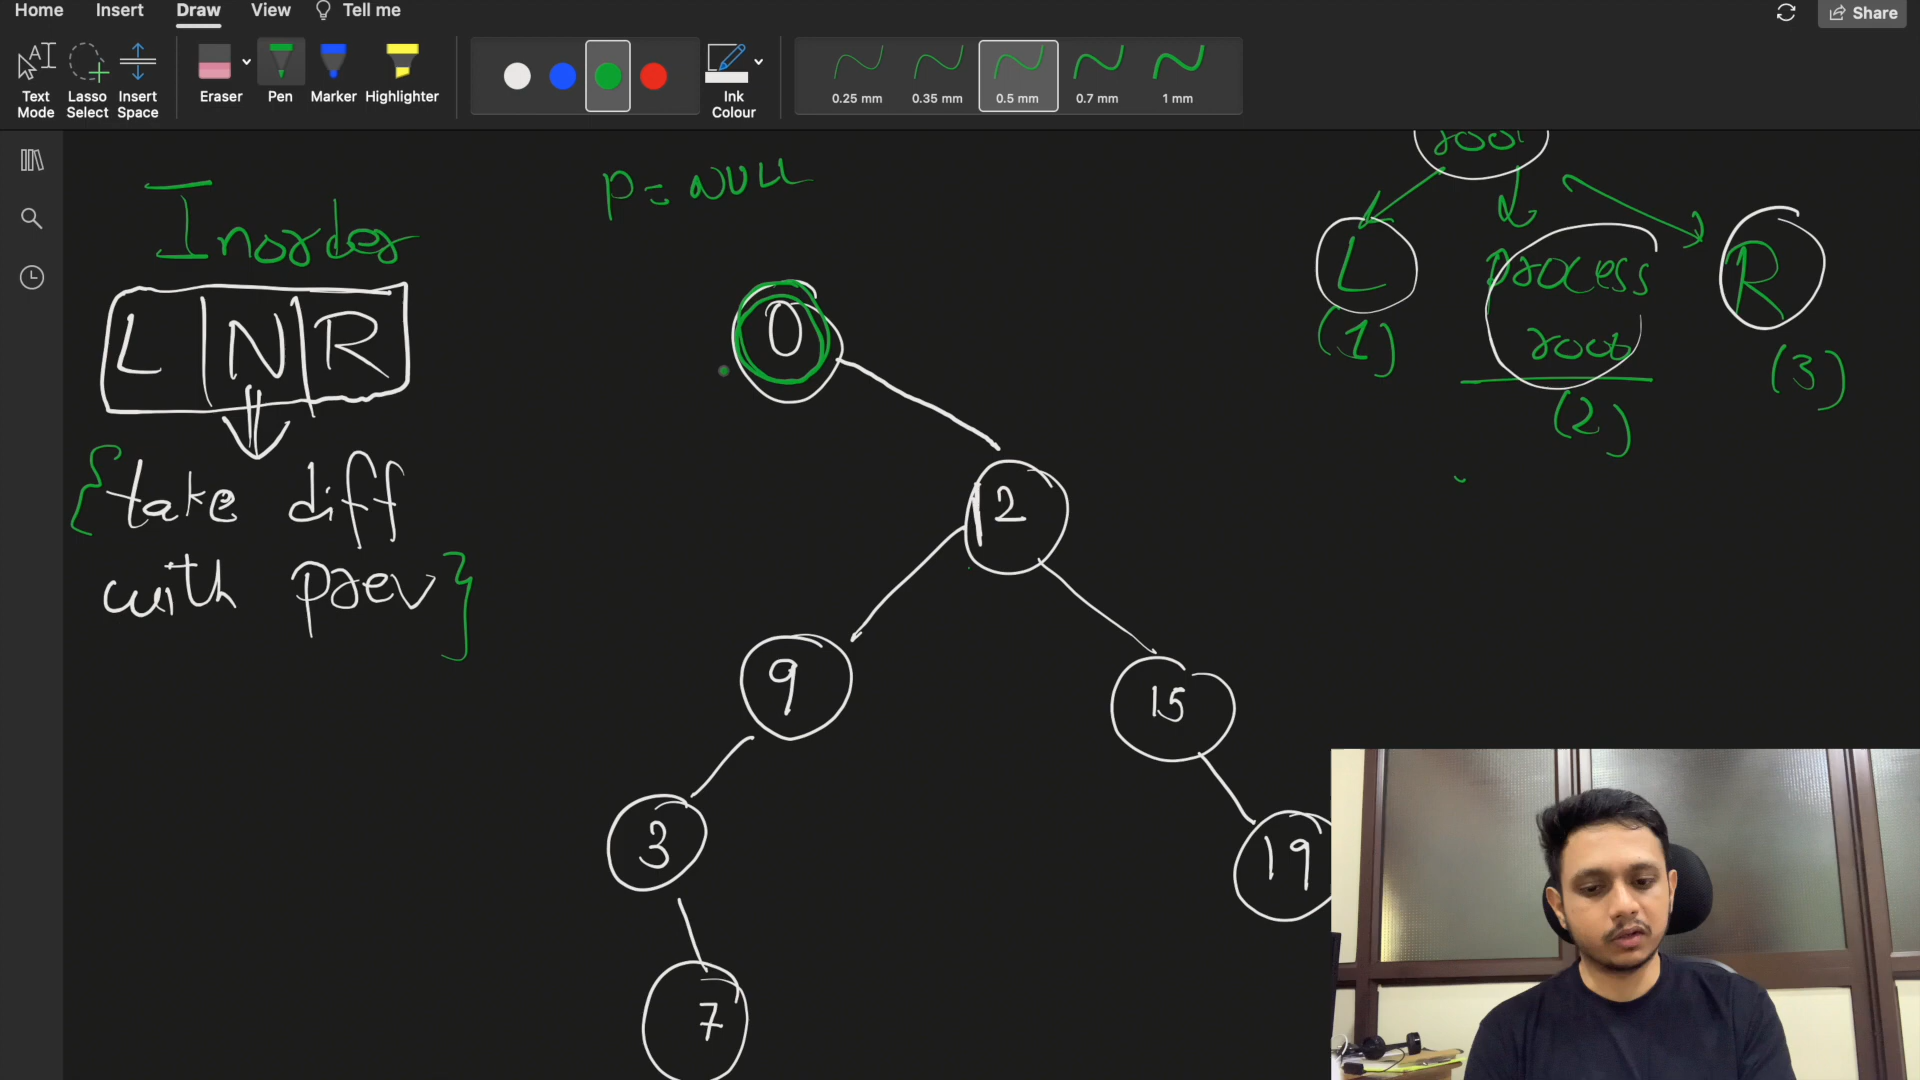 Home Insert Draw View Tell me
Share
Text Mode
Lasso Select
Insert Space
Eraser
Pen
Marker
Highlighter
Ink Colour
0.25 mm
0.35 mm
0.5 mm
0.7 mm
1 mm
Inorder
L N R
{take diff
with prev}
P = NULL
0
12
9
15
3
19
7
root
L
process
root
R
(1)
(2)
(3)